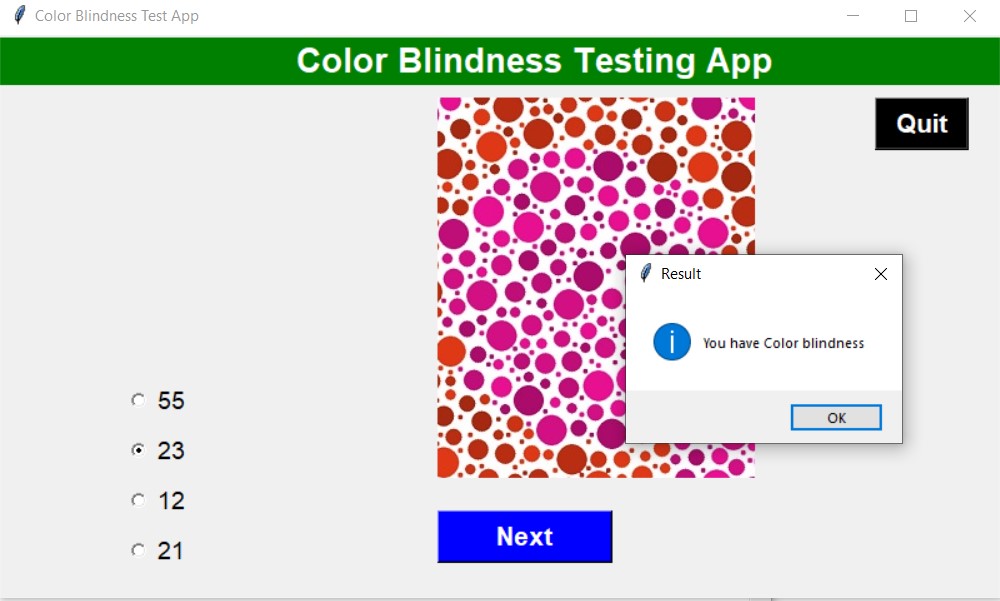 Color Blindness Test App
Color Blindness Testing App
Quit
Result
You have Color blindness
OK
55
23
12
21
Next